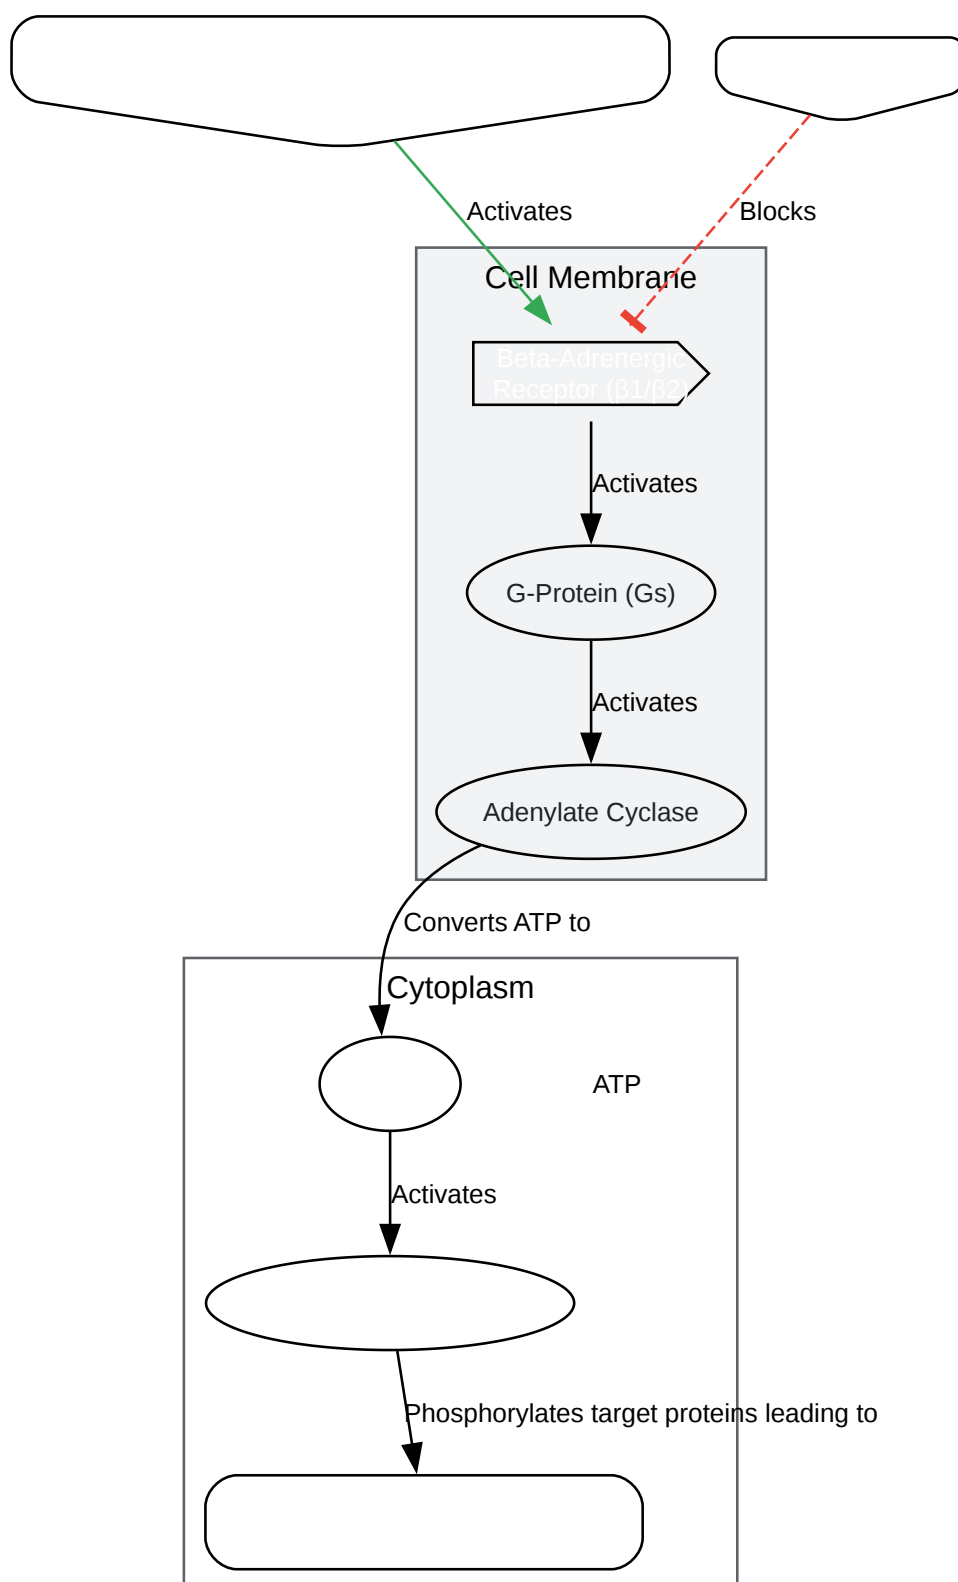 Activates
Blocks
Cell Membrane
Beta-Adrenergic
Receptor (β1/β2)
Activates
G-Protein (Gs)
Activates
Adenylate Cyclase
Converts ATP to
Cytoplasm
ATP
Activates
Phosphorylates target proteins leading to